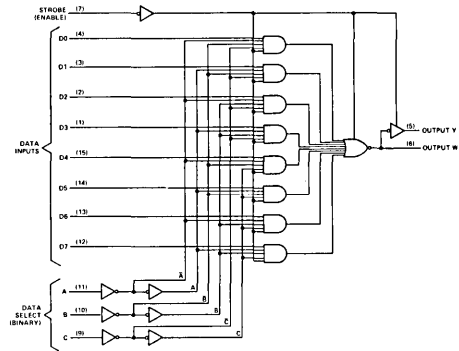 STROBE (7)
(ENABLE)
D0 (4)
D1 (3)
D2 (2)
D3 (1)
DATA
INPUTS
D4 (15)
D5 (14)
D6 (13)
D7 (12)
(5) OUTPUT Y
(6) OUTPUT W
DATA
SELECT
(BINARY)
A (11)
B (10)
C (9)
Ā
A
B̄
B
C̄
C